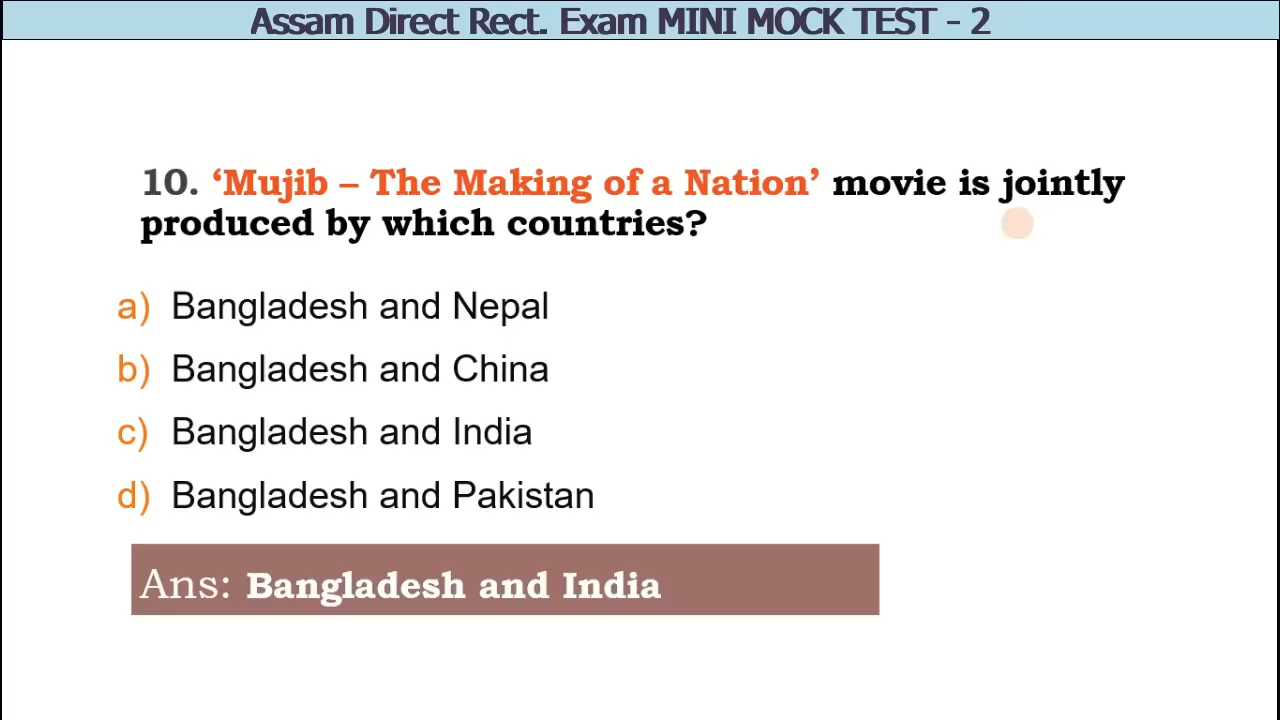 Assam Direct Rect. Exam MINI MOCK TEST - 2
10. ‘Mujib – The Making of a Nation’ movie is jointly
produced by which countries?
a) Bangladesh and Nepal
b) Bangladesh and China
c) Bangladesh and India
d) Bangladesh and Pakistan
Ans: Bangladesh and India